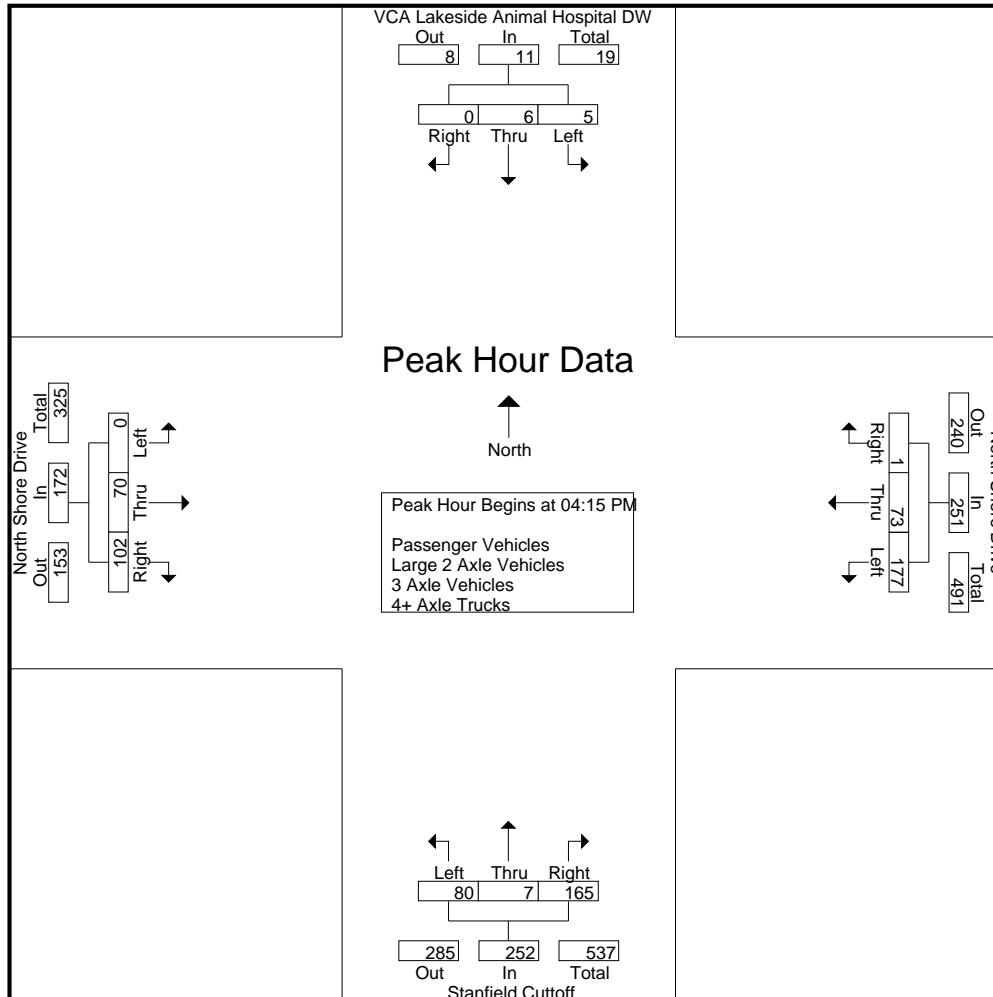 VCA Lakeside Animal Hospital DW
Out In Total
8 11 19
0 6 5
Right Thru Left
Peak Hour Data
North
Peak Hour Begins at 04:15 PM
Passenger Vehicles
Large 2 Axle Vehicles
3 Axle Vehicles
4+ Axle Trucks
North Shore Drive
Out In Total
153 172 325
Right Thru Left
102 70 0
Right Thru Left
1 73 177
Out In Total
240 251 491
Left Thru Right
80 7 165
285 252 537
Out In Total
Stanfield Cuttoff